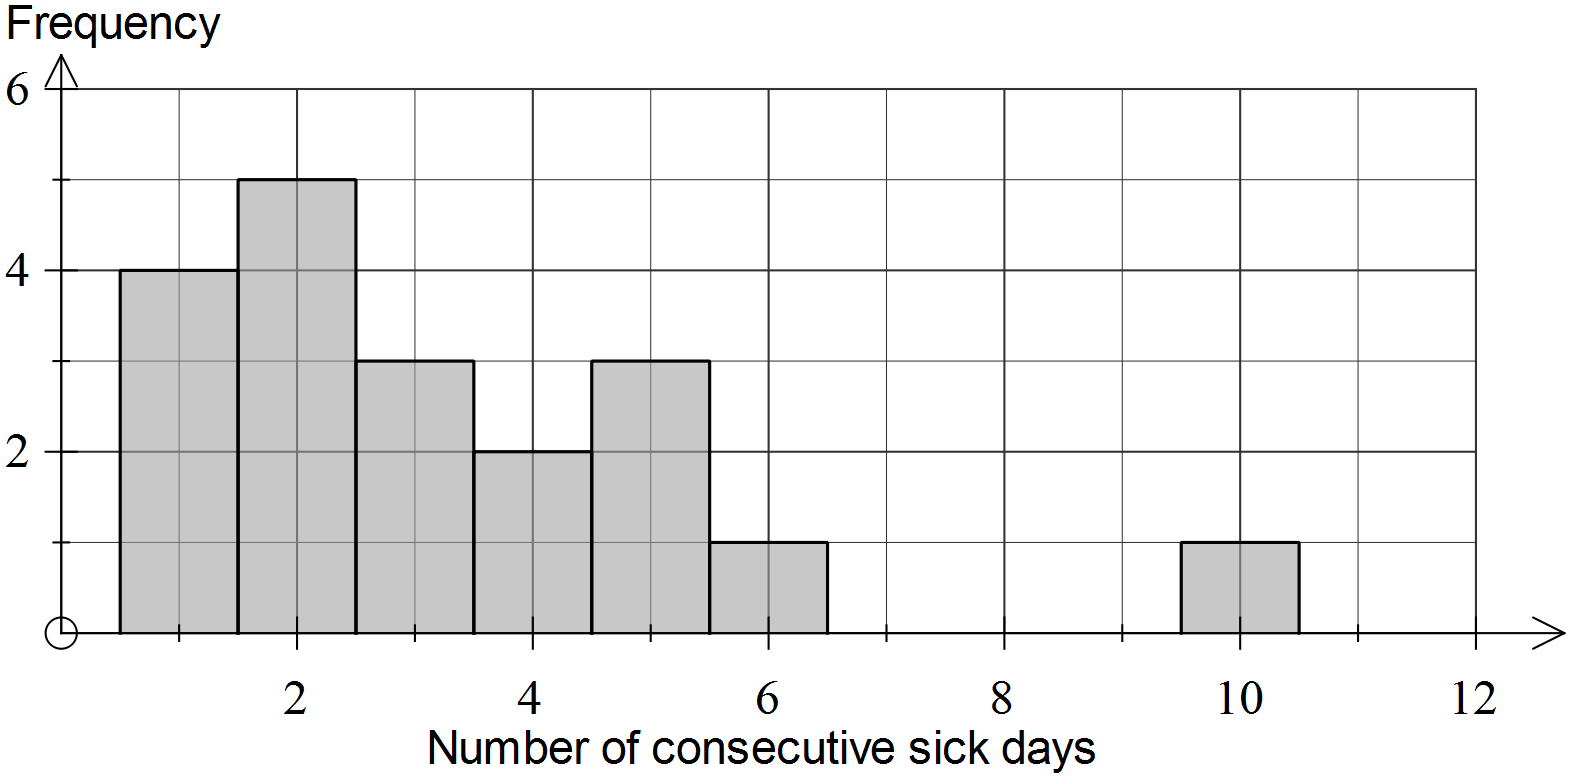 Frequency
6
4
2
2 4 6 8 10 12
Number of consecutive sick days